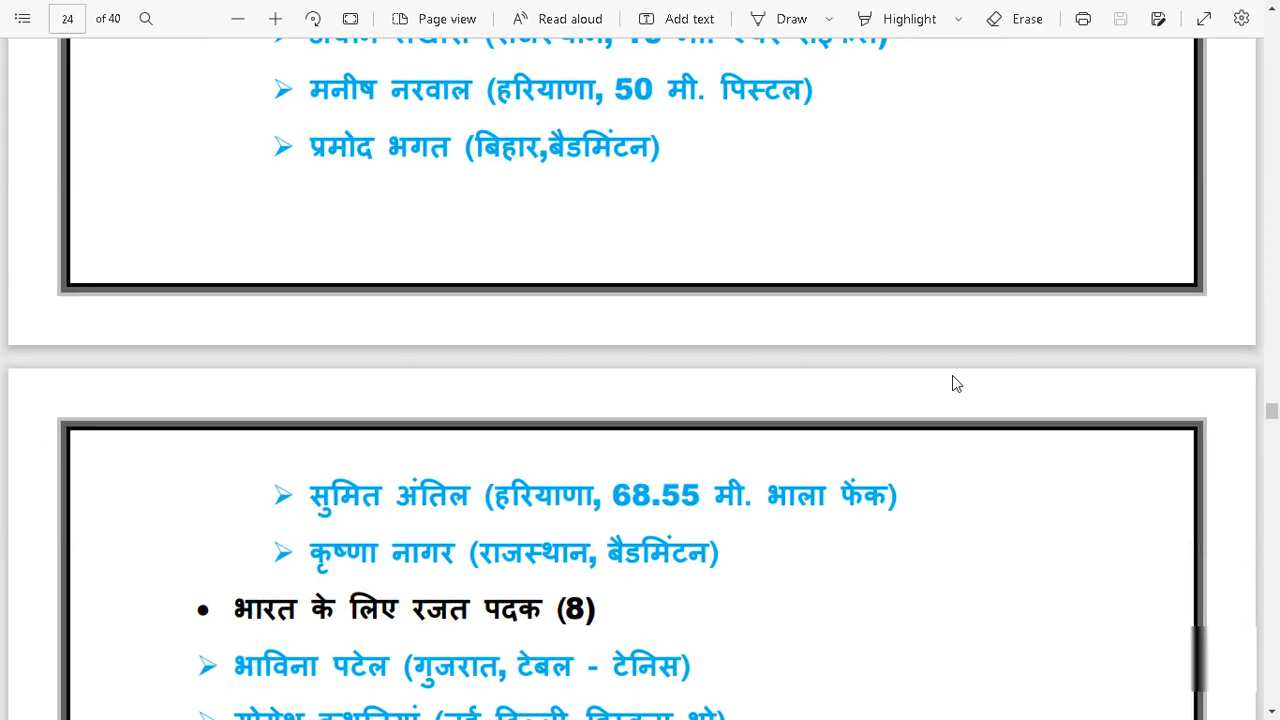 24 of 40 Page view Read aloud Add text Draw Highlight Erase
➢ मनीष नरवाल (हरियाणा, 50 मी. पिस्टल)
➢ प्रमोद भगत (बिहार,बैडमिंटन)
➢ सुमित अंतिल (हरियाणा, 68.55 मी. भाला फेंक)
➢ कृष्णा नागर (राजस्थान, बैडमिंटन)
• भारत के लिए रजत पदक (8)
➢ भाविना पटेल (गुजरात, टेबल - टेनिस)